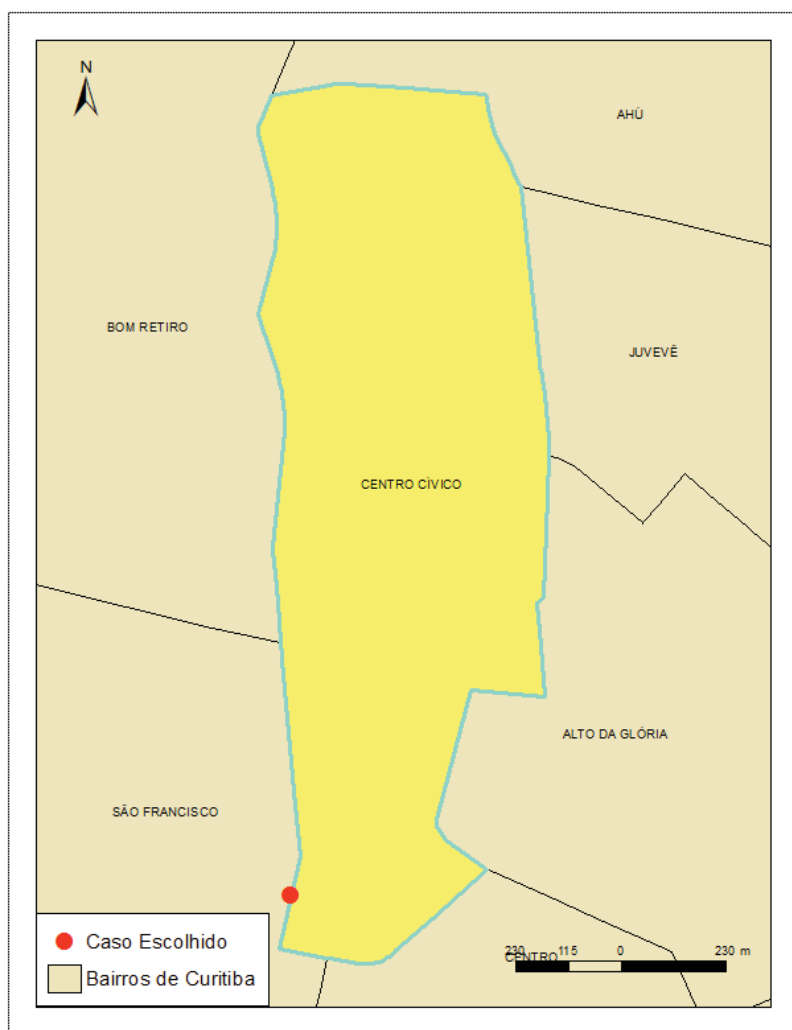 N
AHÚ
BOM RETIRO
JUVEVÊ
CENTRO CÍVICO
ALTO DA GLÓRIA
SÃO FRANCISCO
Caso Escolhido
Bairros de Curitiba
CENTRO
230 115 0 230 m